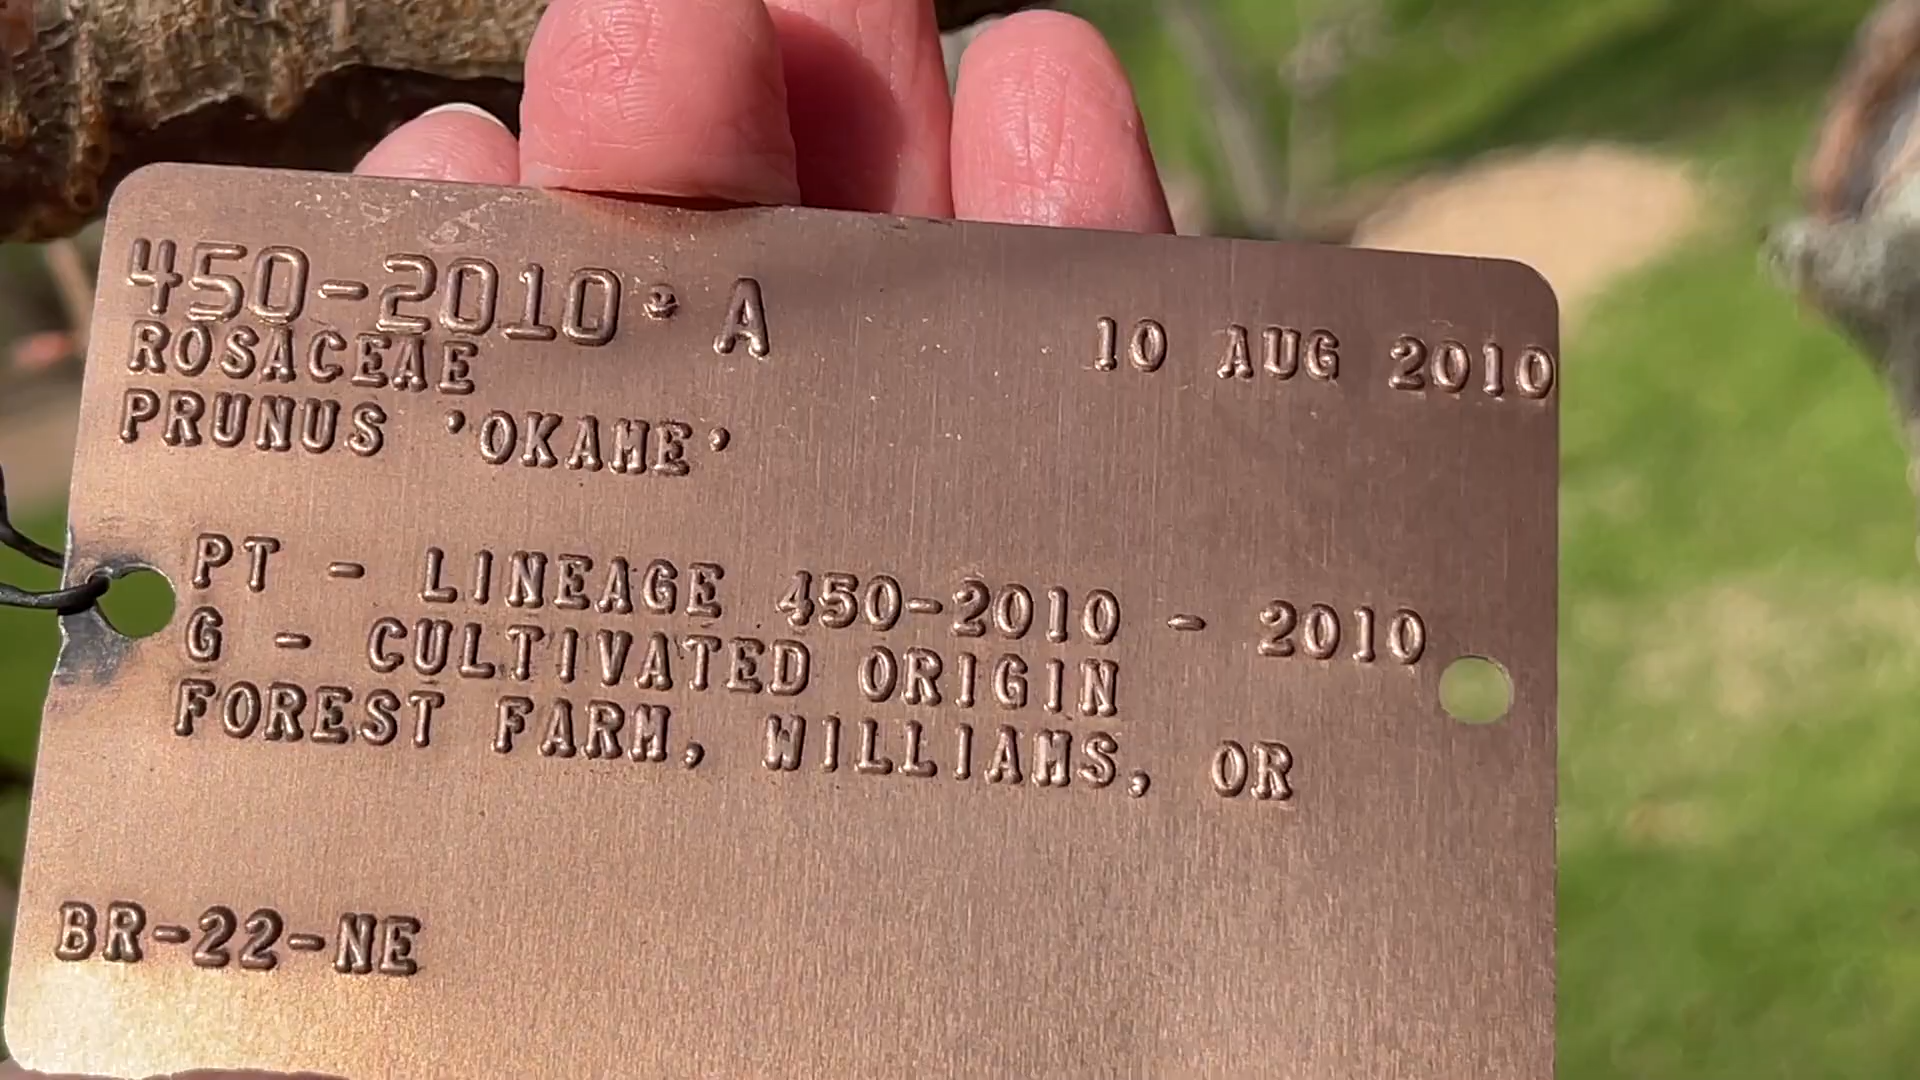 450-2010*A
10 AUG 2010
ROSACEAE
PRUNUS 'OKAME'
PT - LINEAGE 450-2010 - 2010
G - CULTIVATED ORIGIN
FOREST FARM, WILLIAMS, OR
BR-22-NE